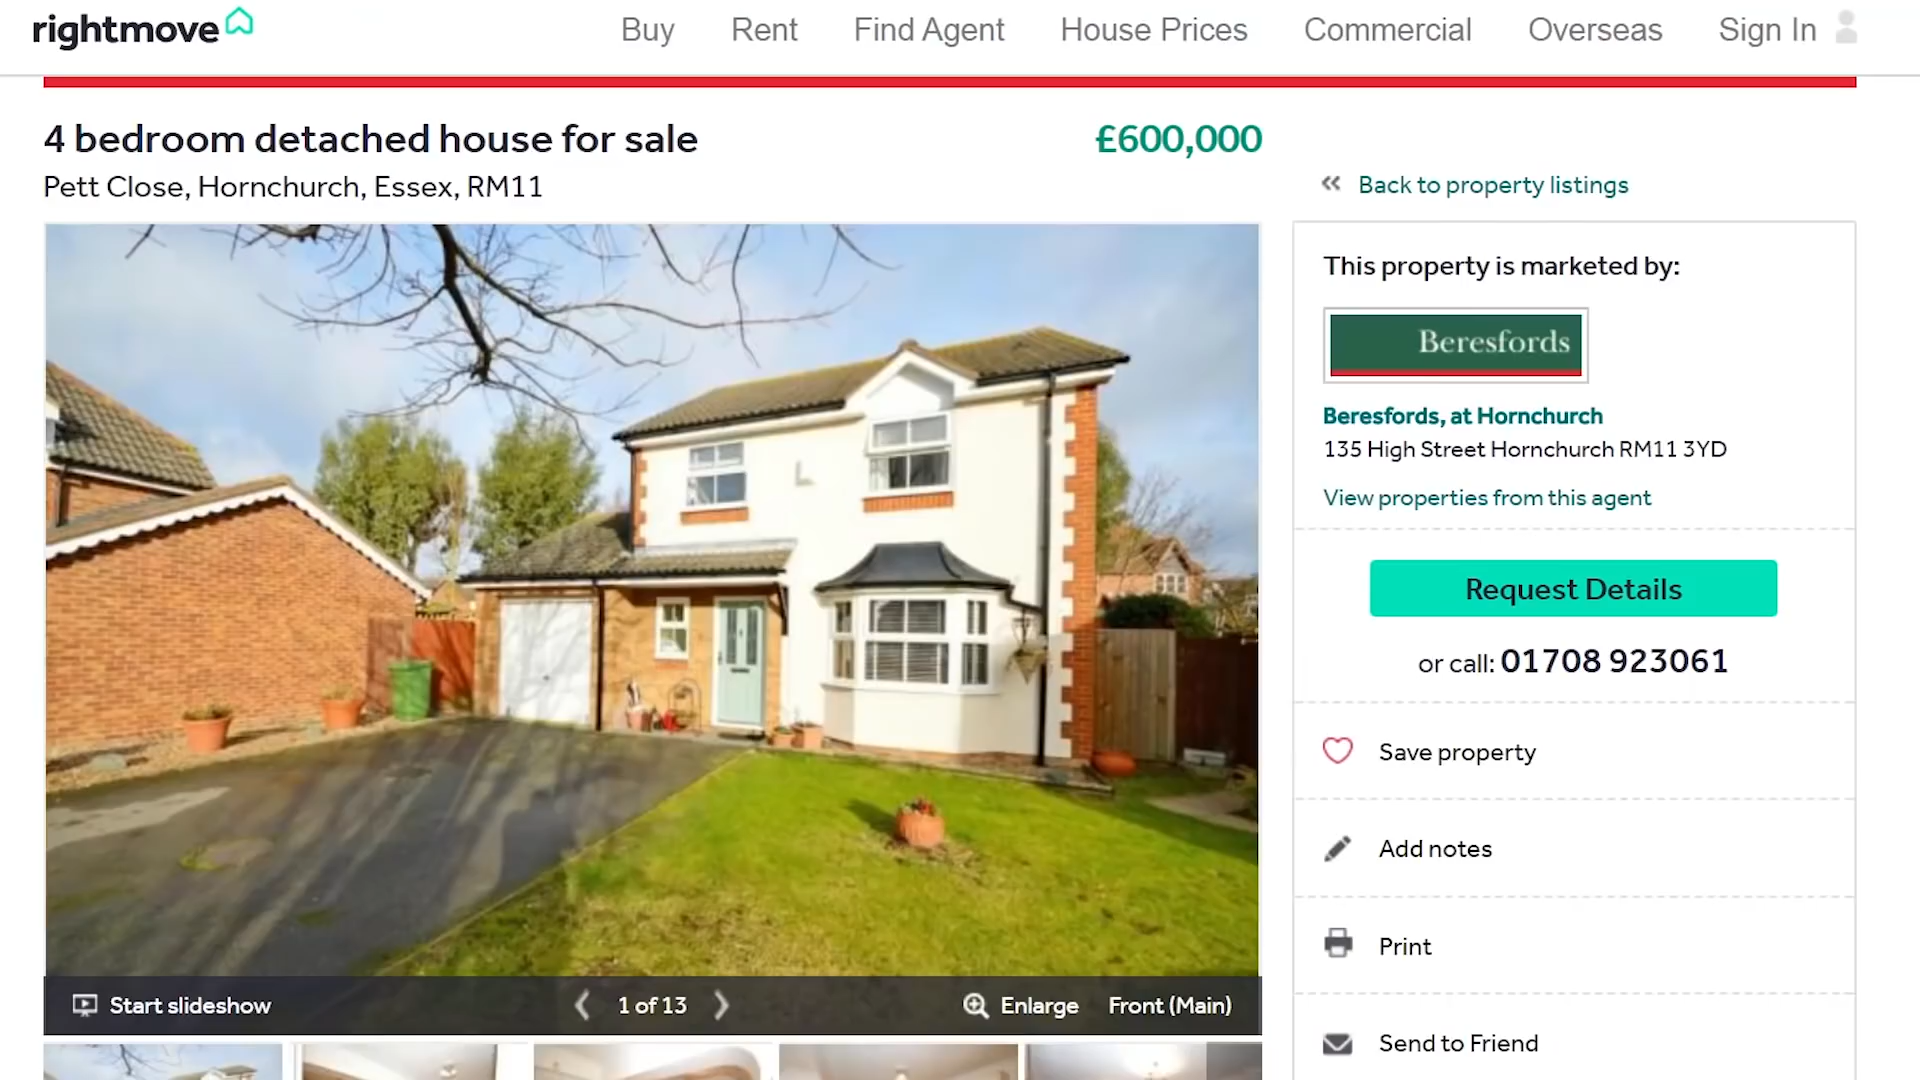 rightmove
Buy
Rent
Find Agent
House Prices
Commercial
Overseas
Sign In
4 bedroom detached house for sale
£600,000
Pett Close, Hornchurch, Essex, RM11
Back to property listings
This property is marketed by:
Beresfords
Beresfords, at Hornchurch
135 High Street Hornchurch RM11 3YD
View properties from this agent
Request Details
or call: 01708 923061
Save property
Add notes
Print
Send to Friend
Start slideshow
1 of 13
Enlarge
Front (Main)